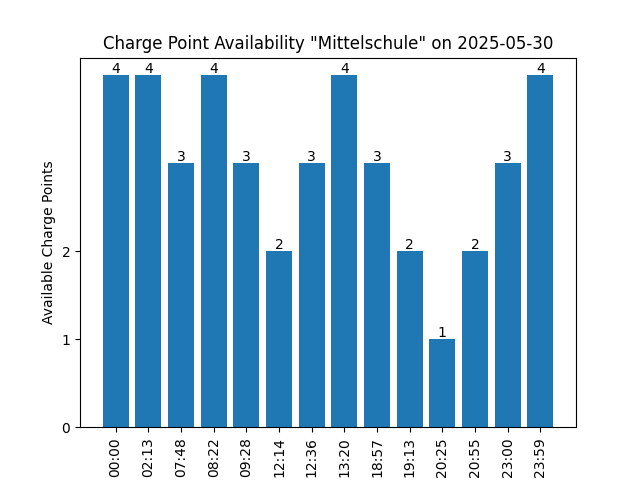 Charge Point Availability "Mittelschule" on 2025-05-30
4 4 3 4 3 2 3 4 3 2 1 2 3 4
Available Charge Points
2
1
0
00:00 02:13 07:48 08:22 09:28 12:14 12:36 13:20 18:57 19:13 20:25 20:55 23:00 23:59